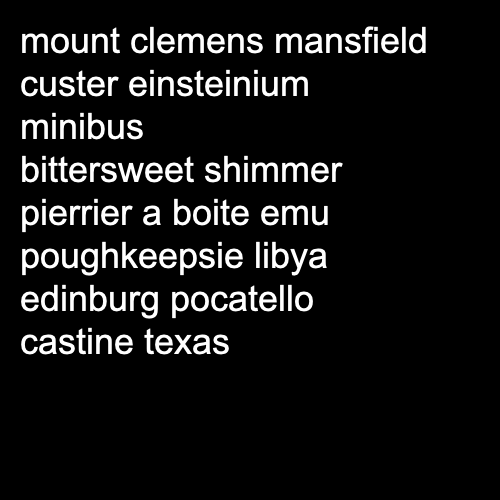 mount clemens mansfield
custer einsteinium
minibus
bittersweet shimmer
pierrier a boite emu
poughkeepsie libya
edinburg pocatello
castine texas